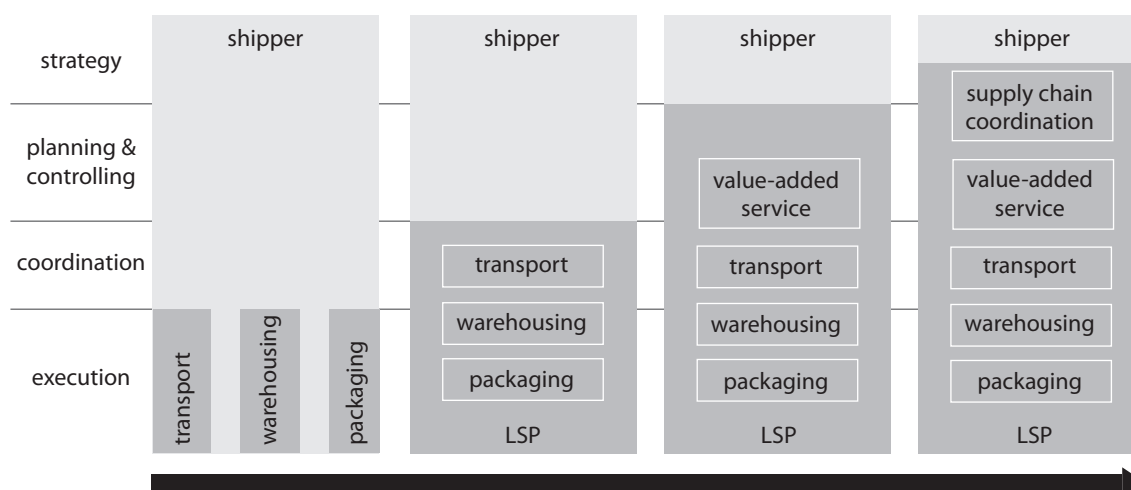 strategy
planning &
controlling
coordination
execution
shipper
transport
warehousing
packaging
shipper
transport
warehousing
packaging
LSP
shipper
value-added
service
transport
warehousing
packaging
LSP
shipper
supply chain
coordination
value-added
service
transport
warehousing
packaging
LSP